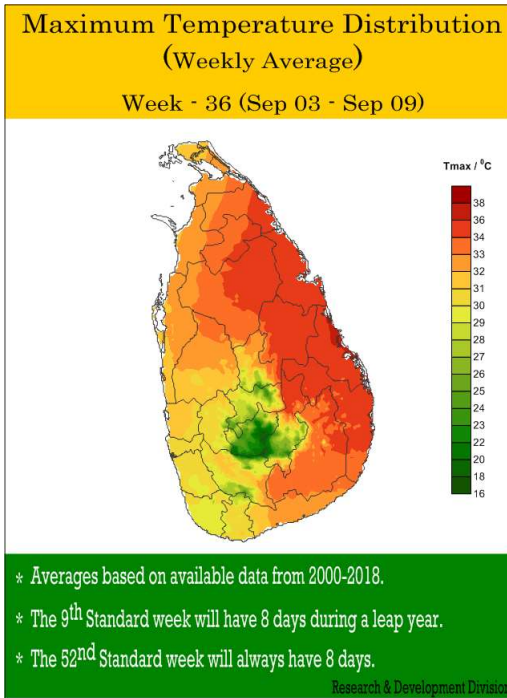 Maximum Temperature Distribution
(Weekly Average)
Week - 36 (Sep 03 - Sep 09)
Tmax / ⁰C
38
36
34
33
32
31
30
29
28
27
26
25
24
22
20
18
16
* Averages based on available data from 2000-2018.
* The 9th Standard week will have 8 days during a leap year.
* The 52nd Standard week will always have 8 days.
Research & Development Division